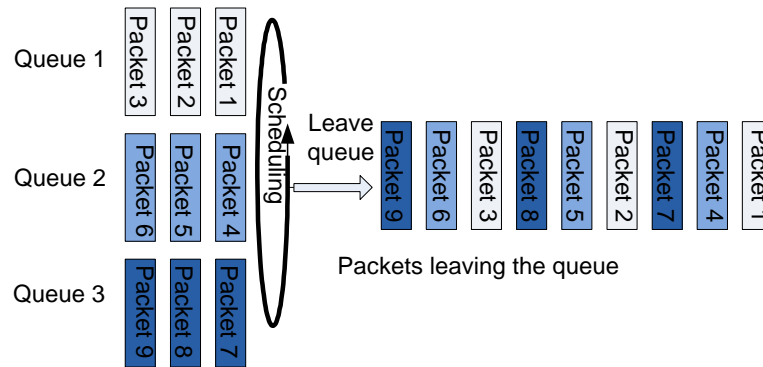 Queue 1
Packet 3
Packet 2
Packet 1
Queue 2
Packet 6
Packet 5
Packet 4
Queue 3
Packet 9
Packet 8
Packet 7
Scheduling
Leave
queue
Packet 9
Packet 6
Packet 3
Packet 8
Packet 5
Packet 2
Packet 7
Packet 4
Packet 1
Packets leaving the queue